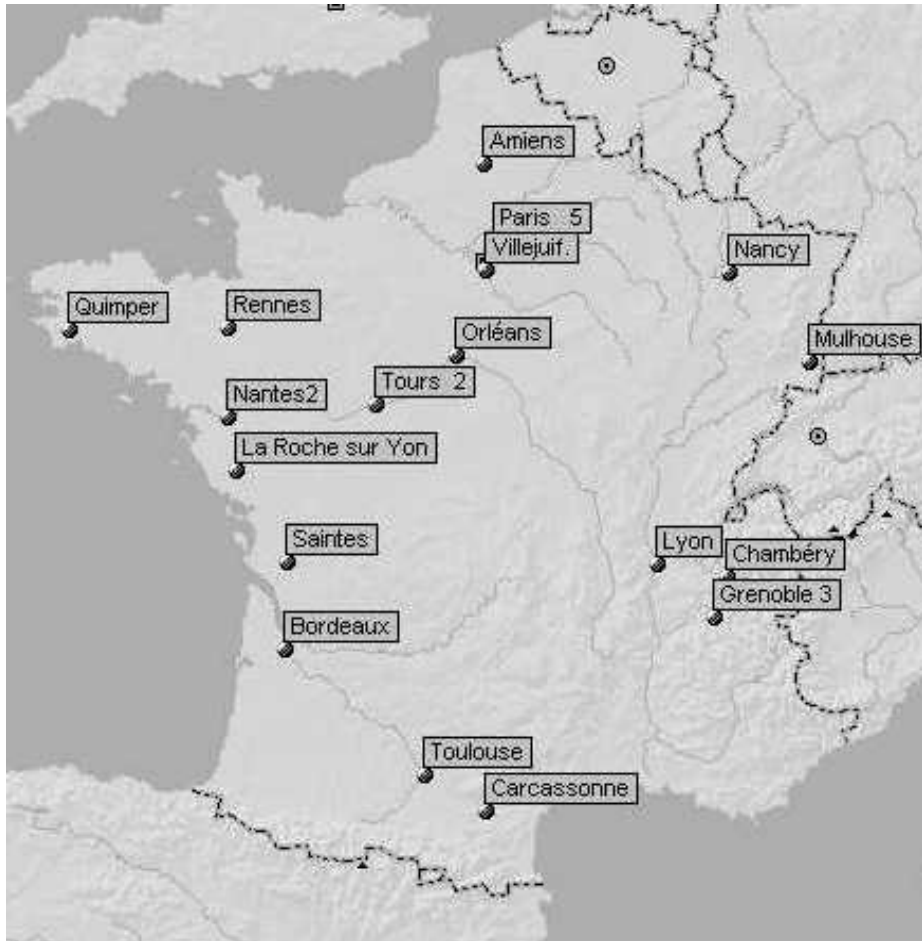 Amiens
Paris 5
Villejuif.
Nancy
Quimper
Rennes
Orléans
Mulhouse
Tours 2
Nantes2
La Roche sur Yon
Saintes
Lyon
Chambéry
Grenoble 3
Bordeaux
Toulouse
Carcassonne